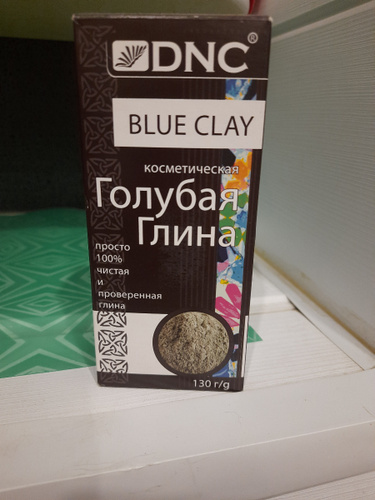 DNC®
BLUE CLAY
косметическая
Голубая
Глина
просто
100%
чистая
и
проверенная
глина
130 г/g